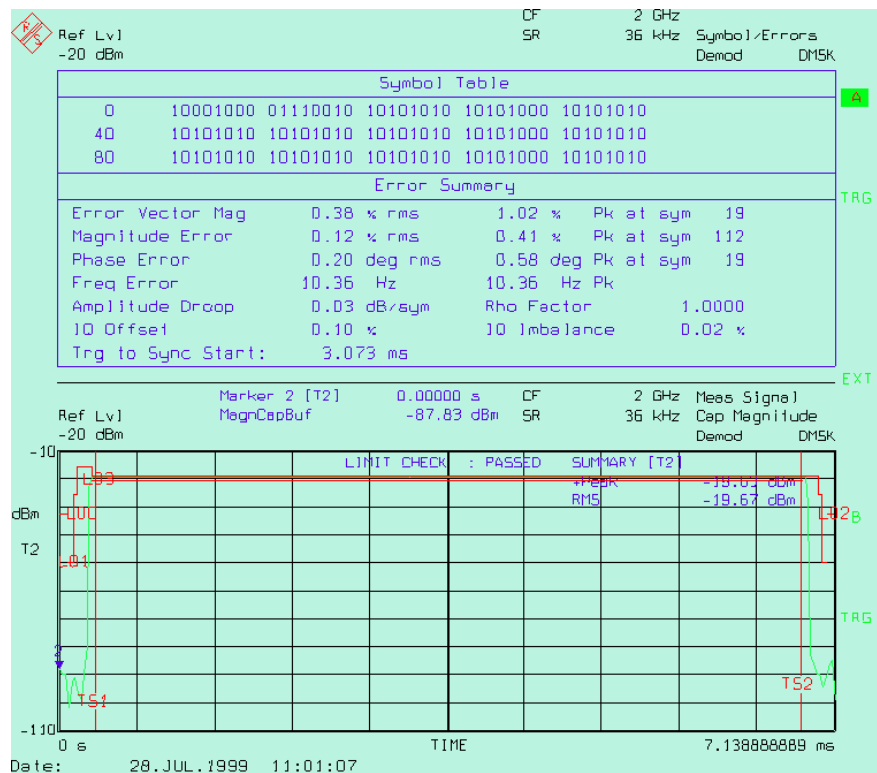 CF 2 GHz
Ref Lvl SR 36 kHz Symbol/Errors
-20 dBm Demod DMSK
Symbol Table
0 10001000 01110010 10101010 10101000 10101010
40 10101010 10101010 10101010 10101000 10101010
80 10101010 10101010 10101010 10101000 10101010
Error Summary
Error Vector Mag 0.38 % rms 1.02 % Pk at sym 19
Magnitude Error 0.12 % rms 0.41 % Pk at sym 112
Phase Error 0.20 deg rms 0.58 deg Pk at sym 19
Freq Error 10.36 Hz 10.36 Hz Pk
Amplitude Droop 0.03 dB/sym Rho Factor 1.0000
IQ Offset 0.10 % IQ Imbalance 0.02 %
Trg to Sync Start: 3.073 ms
A
TRG
EXT
Marker 2 [T2] 0.00000 s CF 2 GHz Meas Signal
Ref Lvl MagnCapBuf -87.83 dBm SR 36 kHz Cap Magnitude
-20 dBm Demod DMSK
-10
LIMIT CHECK : PASSED SUMMARY [T2]
+Peak dBm
RMS -19.67 dBm
dBm
T2
B
TRG
TS1
TS2
-110
0 s TIME 7.138888889 ms
Date: 28.JUL.1999 11:01:07